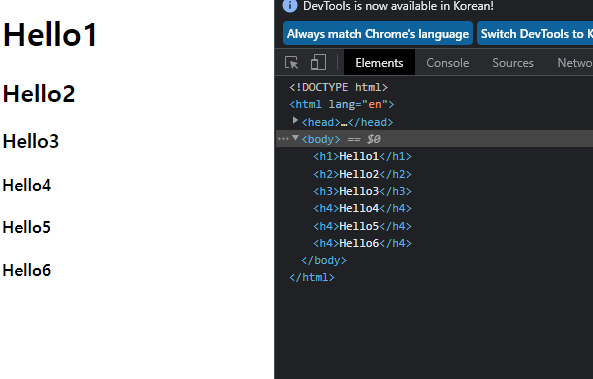 Hello1
Hello2
Hello3
Hello4
Hello5
Hello6
DevTools is now available in Korean!
Always match Chrome's language Switch DevTools to K
Elements Console Sources Netwo
<!DOCTYPE html>
<html lang="en">
<head>…</head>
<body> == $0
<h1>Hello1</h1>
<h2>Hello2</h2>
<h3>Hello3</h3>
<h4>Hello4</h4>
<h4>Hello5</h4>
<h4>Hello6</h4>
</body>
</html>